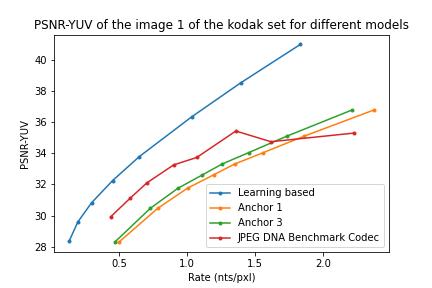 PSNR-YUV of the image 1 of the kodak set for different models
40
38
36
34
32
30
28
PSNR-YUV
Learning based
Anchor 1
Anchor 3
JPEG DNA Benchmark Codec
0.5 1.0 1.5 2.0
Rate (nts/pxl)